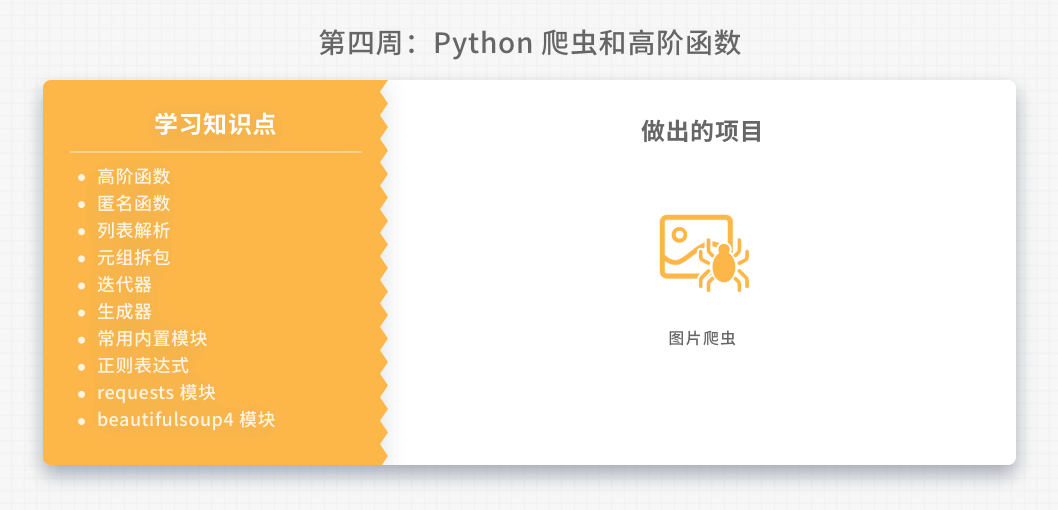 第四周：Python 爬虫和高阶函数
学习知识点
高阶函数
匿名函数
列表解析
元组拆包
迭代器
生成器
常用内置模块
正则表达式
requests 模块
beautifulsoup4 模块
做出的项目
图片爬虫